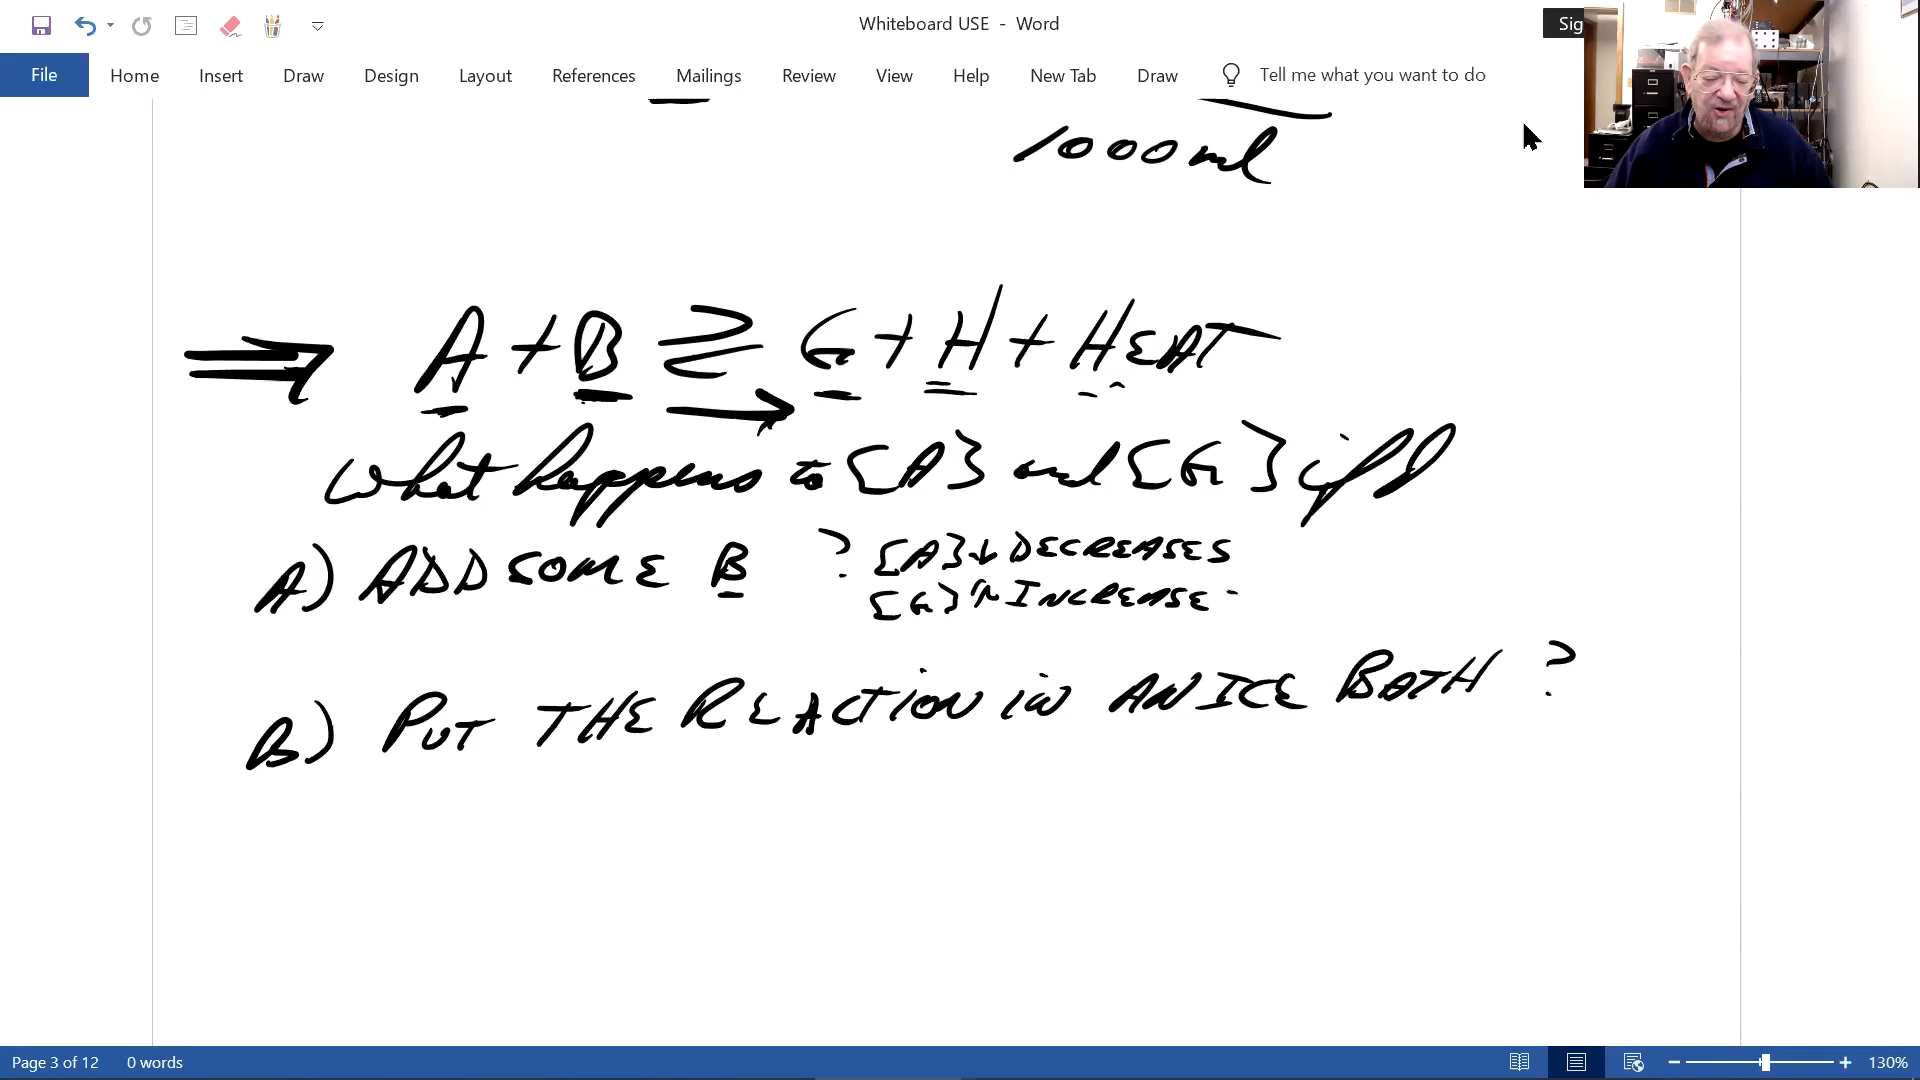 Whiteboard USE - Word
Sig
File Home Insert Draw Design Layout References Mailings Review View Help New Tab Draw Tell me what you want to do
1000 ml
A + B ⇄ G + H + HEAT
What happens to {A} and {G} if I
A) ADD SOME B ? {A}↓ DECREASES
{G}↑ INCREASE
B) PUT THE REACTION IN AN ICE BATH ?
Page 3 of 12 0 words 130%